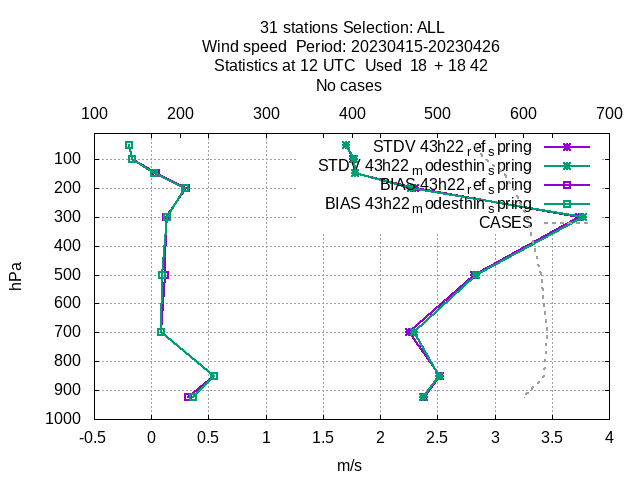 31 stations Selection: ALL
Wind speed  Period: 20230415-20230426
Statistics at 12 UTC  Used  18  + 18 42
No cases
100 200 300 400 500 600 700
STDV 43h22_ref_spring
STDV 43h22_modesthin_spring
BIAS 43h22_ref_spring
BIAS 43h22_modesthin_spring
CASES
hPa
100
200
300
400
500
600
700
800
900
1000
-0.5 0 0.5 1 1.5 2 2.5 3 3.5 4
m/s